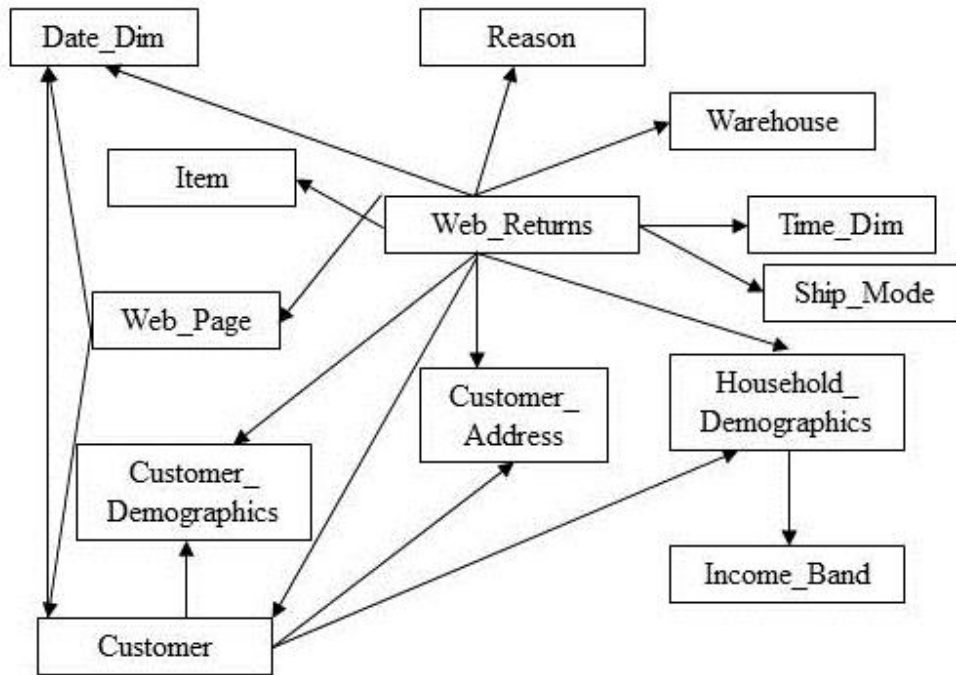 Date_Dim
Reason
Warehouse
Item
Web_Returns
Time_Dim
Ship_Mode
Web_Page
Household_
Demographics
Customer_
Address
Customer_
Demographics
Income_Band
Customer